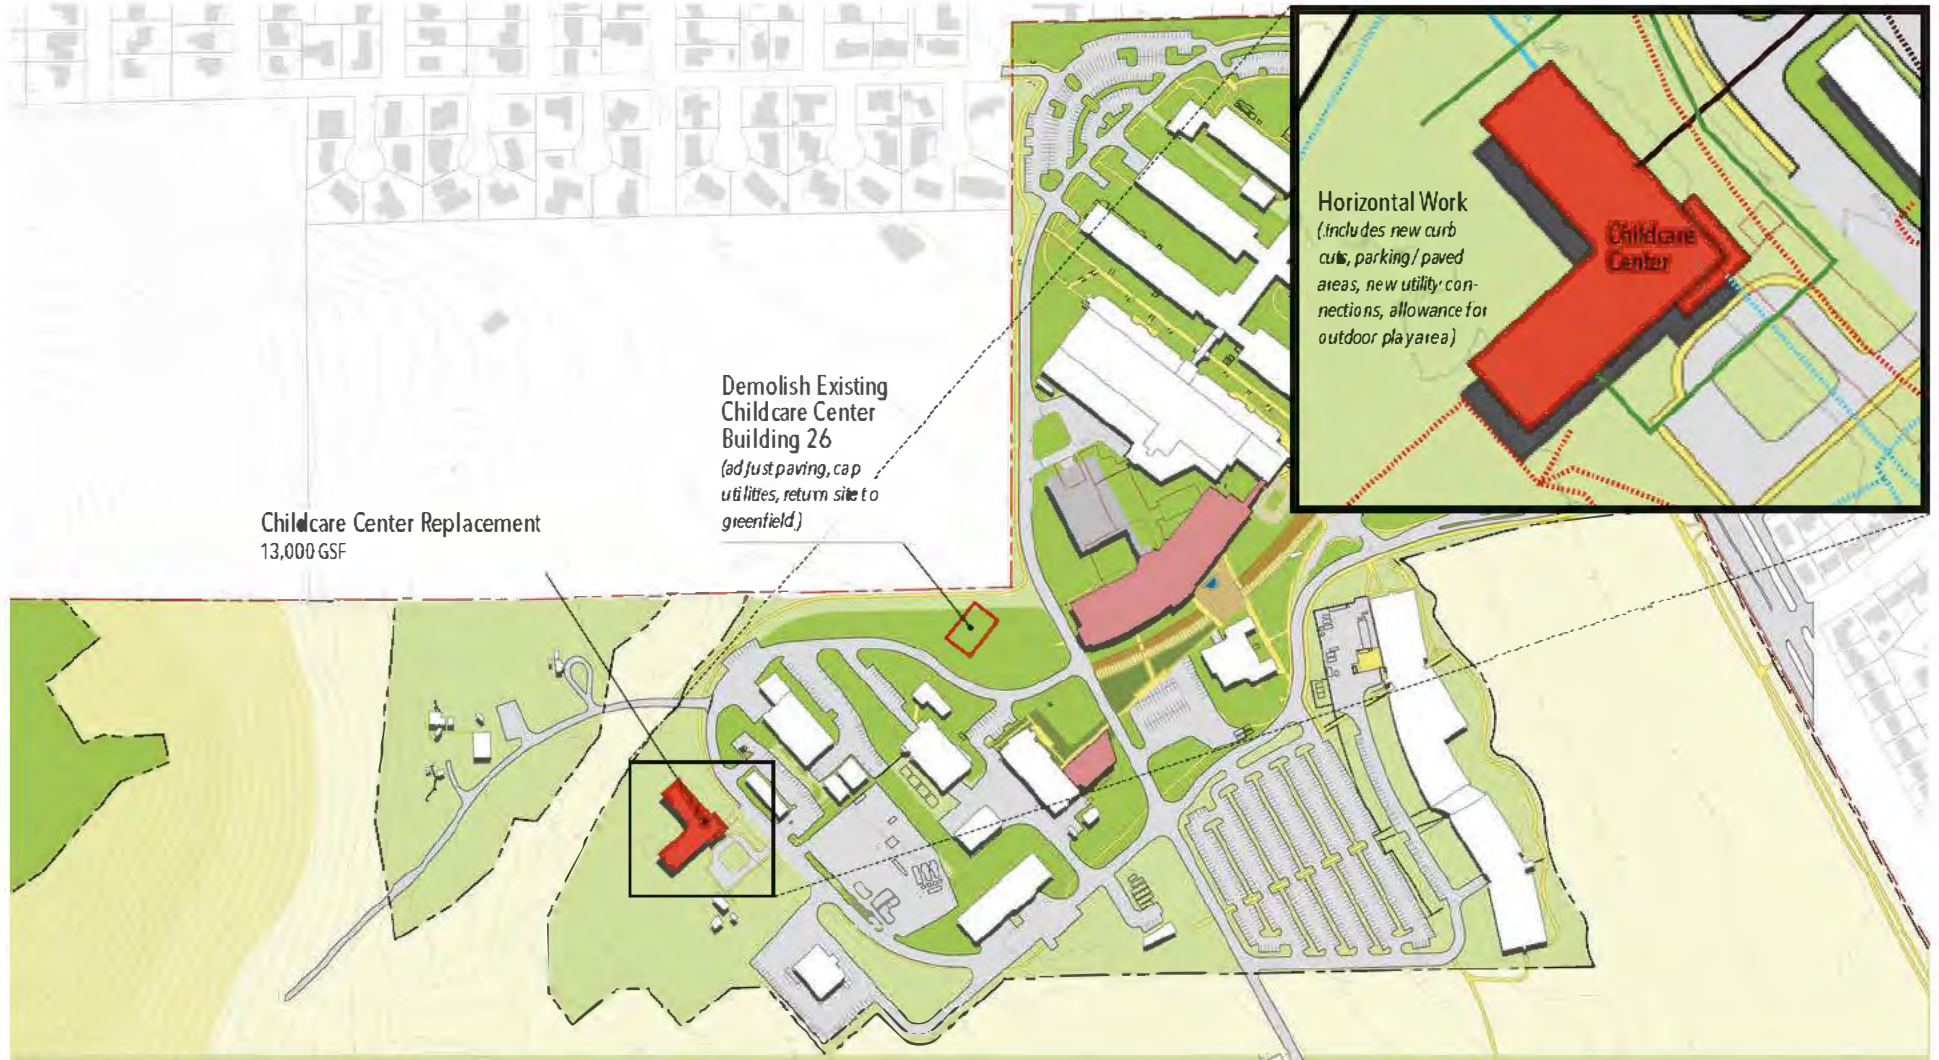 Childcare Center Replacement
13,000 GSF
Demolish Existing
Childcare Center
Building 26
(adjust paving, cap
utilities, return site to
greenfield)
Horizontal Work
(includes new curb
cuts, parking/paved
areas, new utility con-
nections, allowance for
outdoor play area)
Childcare
Center